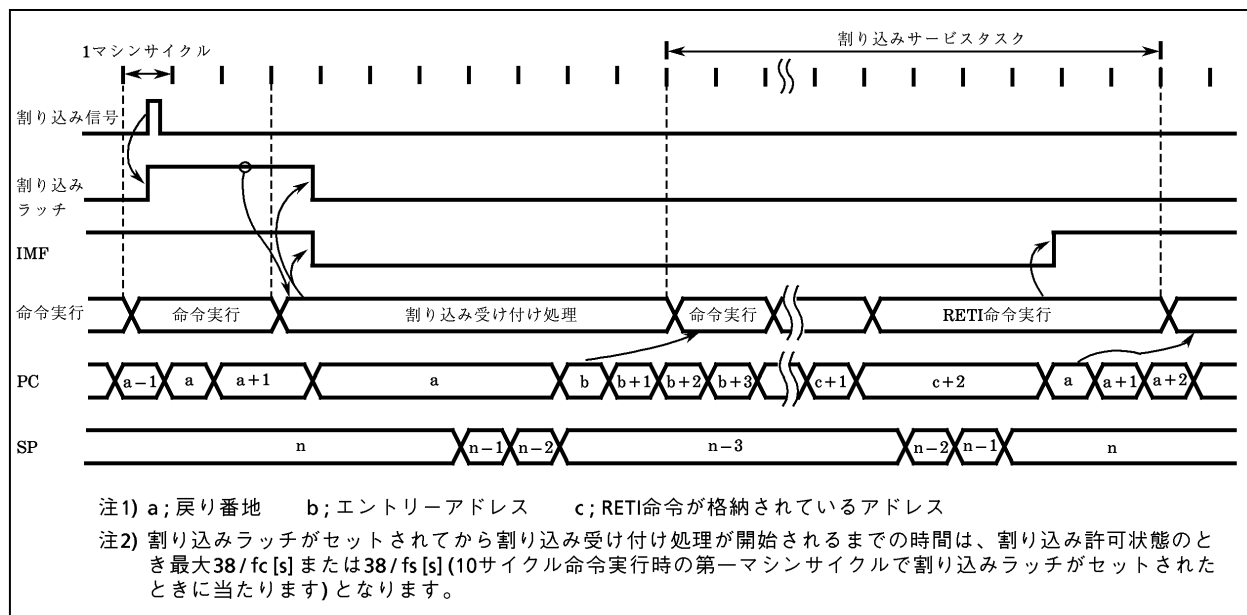 1マシンサイクル
割り込みサービスタスク
割り込み信号
割り込み
ラッチ
IMF
命令実行 命令実行 割り込み受け付け処理 命令実行 RETI命令実行
PC a−1 a a+1 a b b+1 b+2 b+3 c+1 c+2 a a+1 a+2
SP n n−1 n−2 n−3 n−2 n−1 n
注1) a ; 戻り番地 b ; エントリーアドレス c ; RETI命令が格納されているアドレス
注2) 割り込みラッチがセットされてから割り込み受け付け処理が開始されるまでの時間は、割り込み許可状態のと
き最大38 / fc [s] または38 / fs [s] (10サイクル命令実行時の第一マシンサイクルで割り込みラッチがセットされた
ときに当たります) となります。